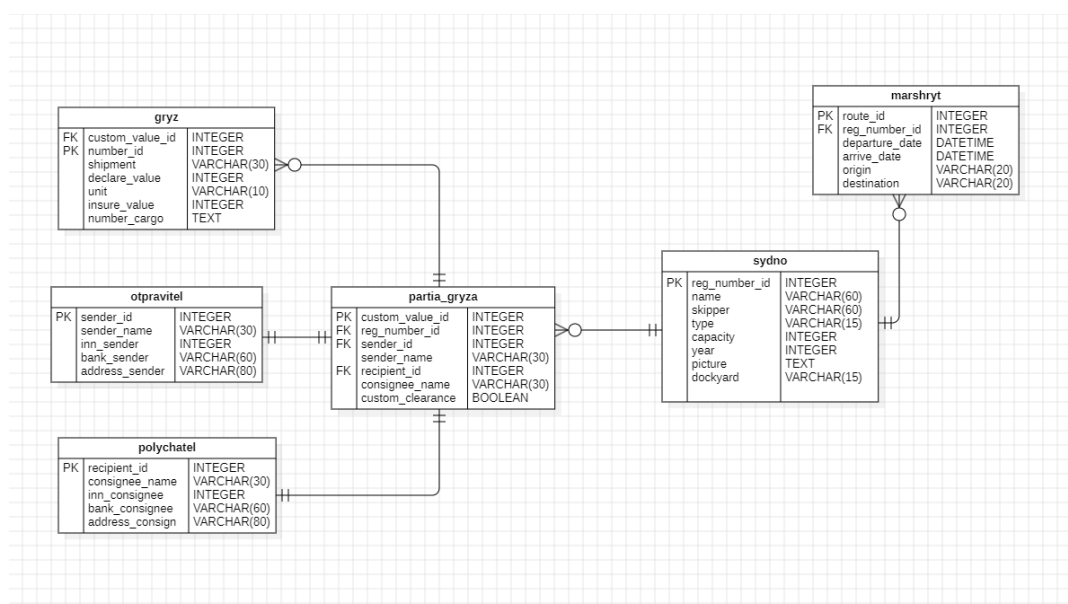 gryz
FK custom_value_id INTEGER
PK number_id INTEGER
shipment VARCHAR(30)
declare_value INTEGER
unit VARCHAR(10)
insure_value INTEGER
number_cargo TEXT
marshryt
PK route_id INTEGER
FK reg_number_id INTEGER
departure_date DATETIME
arrive_date DATETIME
origin VARCHAR(20)
destination VARCHAR(20)
otpravitel
PK sender_id INTEGER
sender_name VARCHAR(30)
inn_sender INTEGER
bank_sender VARCHAR(60)
address_sender VARCHAR(80)
partia_gryza
PK custom_value_id INTEGER
FK reg_number_id INTEGER
FK sender_id INTEGER
sender_name VARCHAR(30)
FK recipient_id INTEGER
consignee_name VARCHAR(30)
custom_clearance BOOLEAN
sydno
PK reg_number_id INTEGER
name VARCHAR(60)
skipper VARCHAR(60)
type VARCHAR(15)
capacity INTEGER
year INTEGER
picture TEXT
dockyard VARCHAR(15)
polychatel
PK recipient_id INTEGER
consignee_name VARCHAR(30)
inn_consignee INTEGER
bank_consignee VARCHAR(60)
address_consign VARCHAR(80)